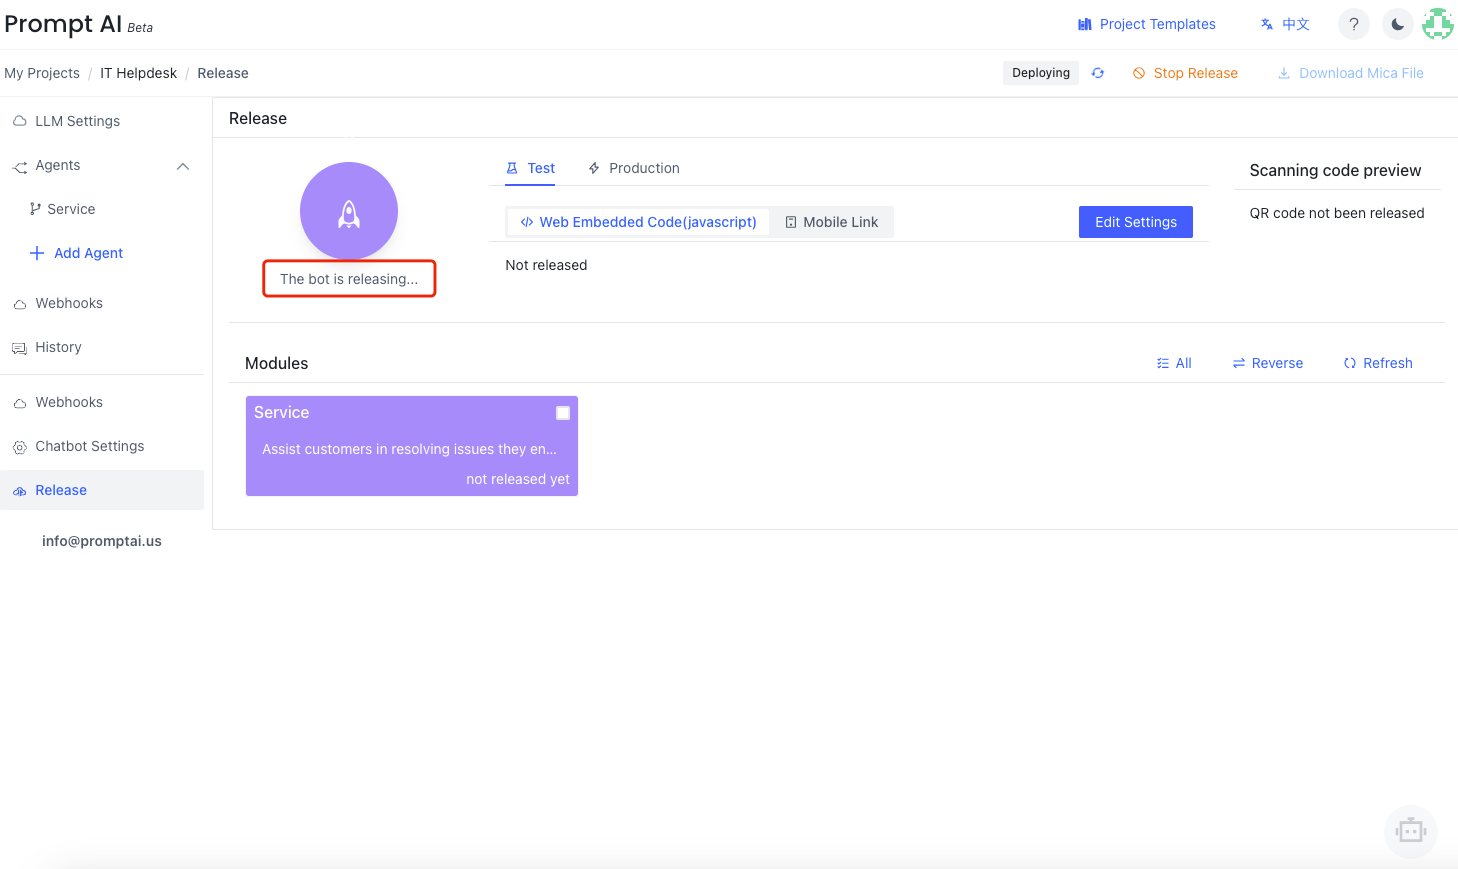 Prompt AI Beta
Project Templates
中文
?
My Projects / IT Helpdesk / Release
Deploying
Stop Release
Download Mica File
LLM Settings
Agents
Service
Add Agent
Webhooks
History
Webhooks
Chatbot Settings
Release
info@promptai.us
Release
The bot is releasing...
Test
Production
Web Embedded Code(javascript)
Mobile Link
Edit Settings
Not released
Scanning code preview
QR code not been released
Modules
All
Reverse
Refresh
Service
Assist customers in resolving issues they en...
not released yet